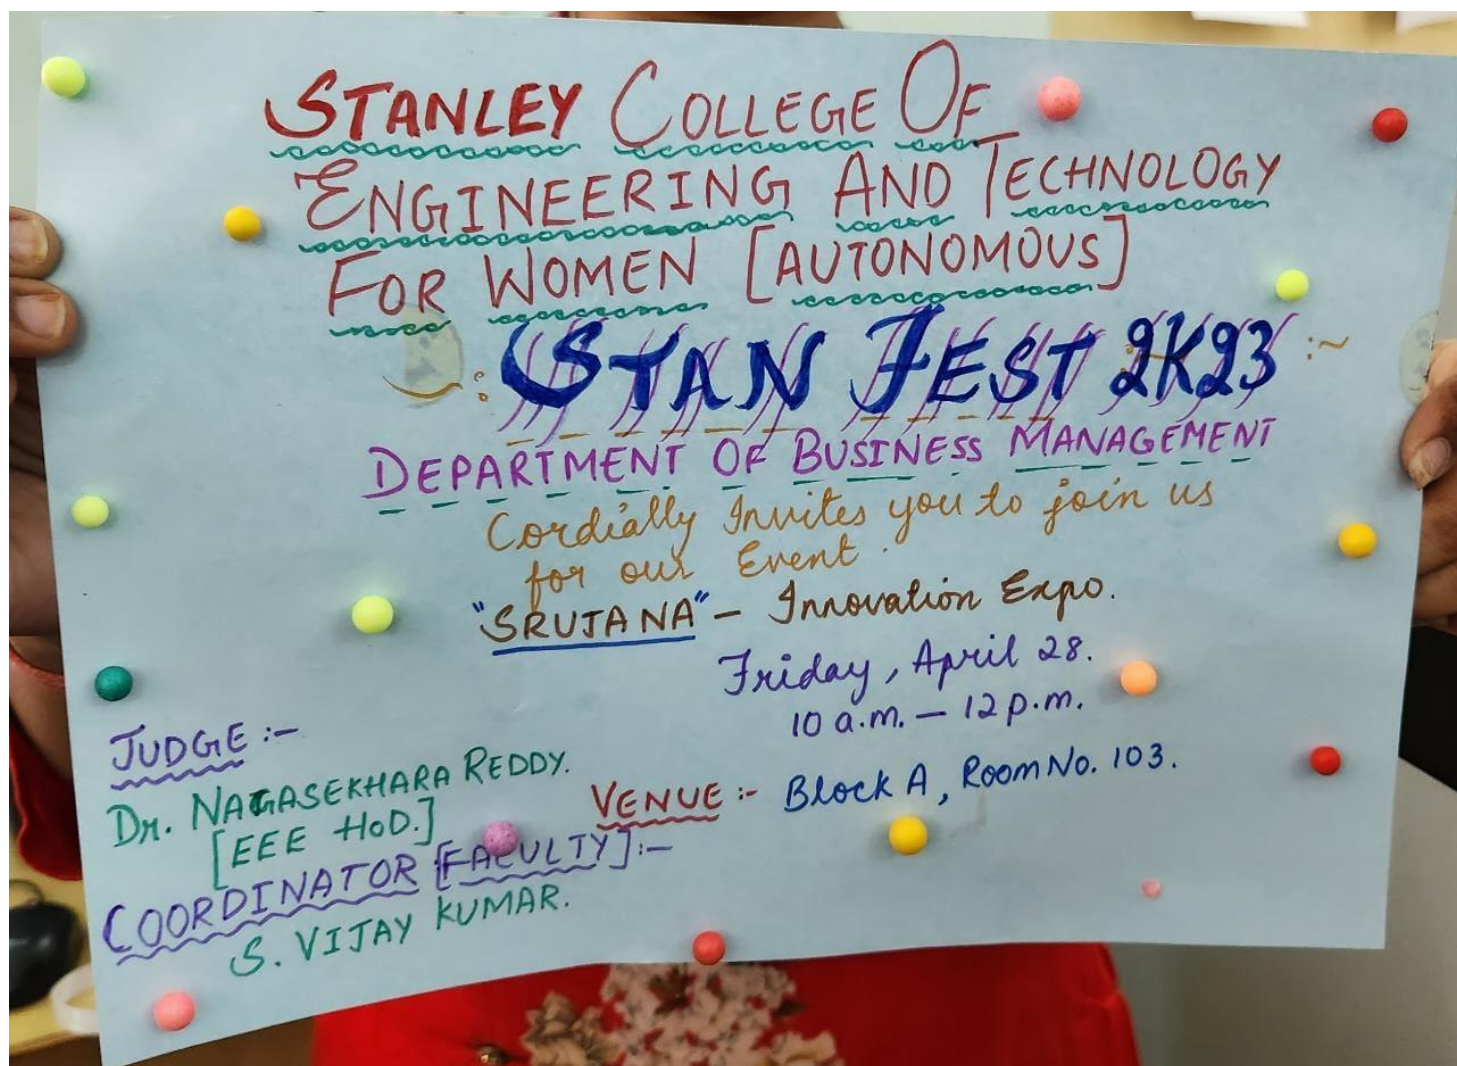 STANLEY COLLEGE OF
ENGINEERING AND TECHNOLOGY
FOR WOMEN [AUTONOMOUS]
~: STAN FEST 2K23 :~
DEPARTMENT OF BUSINESS MANAGEMENT
Cordially Invites you to join us
for our Event.
"SRUJANA" – Innovation Expo.
Friday, April 28.
10 a.m. – 12 p.m.
VENUE :- Block A, Room No. 103.
JUDGE :-
Dr. NAGASEKHARA REDDY.
[EEE HoD.]
COORDINATOR [FACULTY] :-
S. VIJAY KUMAR.